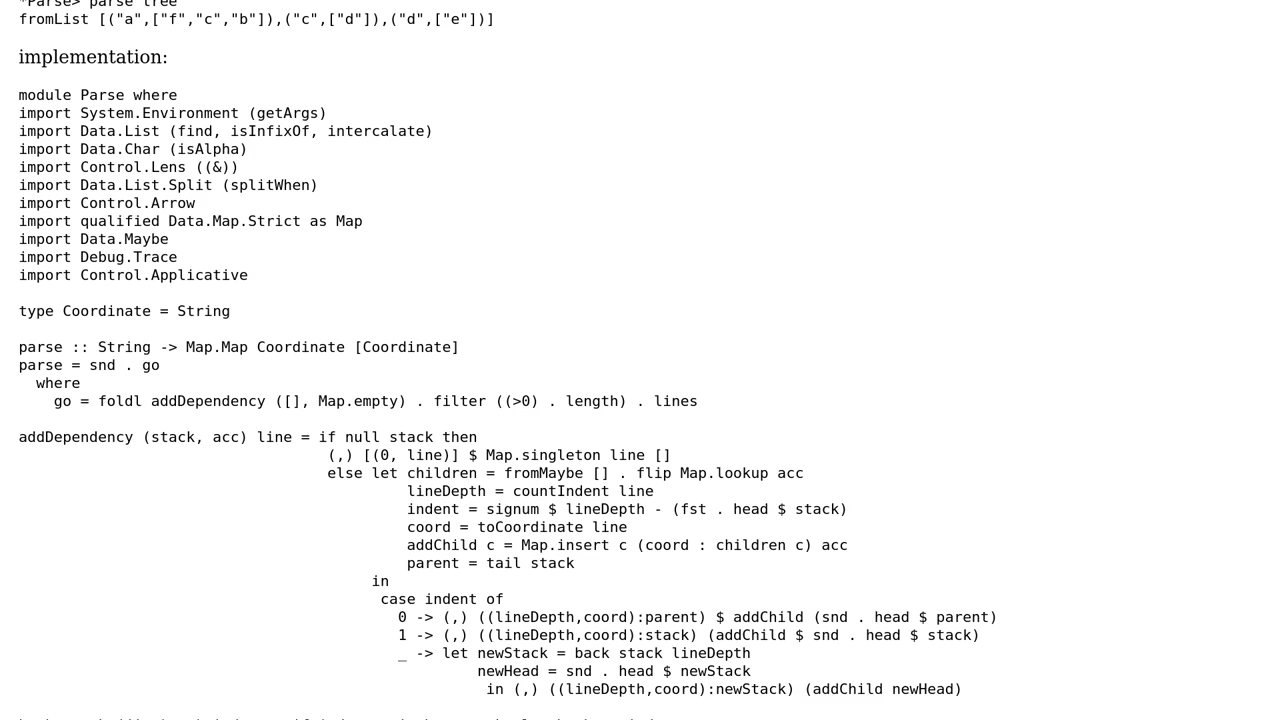 *Parse> parse tree
fromList [("a",["f","c","b"]),("c",["d"]),("d",["e"])]
implementation:
module Parse where
import System.Environment (getArgs)
import Data.List (find, isInfixOf, intercalate)
import Data.Char (isAlpha)
import Control.Lens ((&))
import Data.List.Split (splitWhen)
import Control.Arrow
import qualified Data.Map.Strict as Map
import Data.Maybe
import Debug.Trace
import Control.Applicative
type Coordinate = String
parse :: String -> Map.Map Coordinate [Coordinate]
parse = snd . go
  where
    go = foldl addDependency ([], Map.empty) . filter ((>0) . length) . lines
addDependency (stack, acc) line = if null stack then
                                   (,) [(0, line)] $ Map.singleton line []
                                   else let children = fromMaybe [] . flip Map.lookup acc
                                            lineDepth = countIndent line
                                            indent = signum $ lineDepth - (fst . head $ stack)
                                            coord = toCoordinate line
                                            addChild c = Map.insert c (coord : children c) acc
                                            parent = tail stack
                                        in
                                         case indent of
                                           0 -> (,) ((lineDepth,coord):parent) $ addChild (snd . head $ parent)
                                           1 -> (,) ((lineDepth,coord):stack) (addChild $ snd . head $ stack)
                                           _ -> let newStack = back stack lineDepth
                                                    newHead = snd . head $ newStack
                                                     in (,) ((lineDepth,coord):newStack) (addChild newHead)